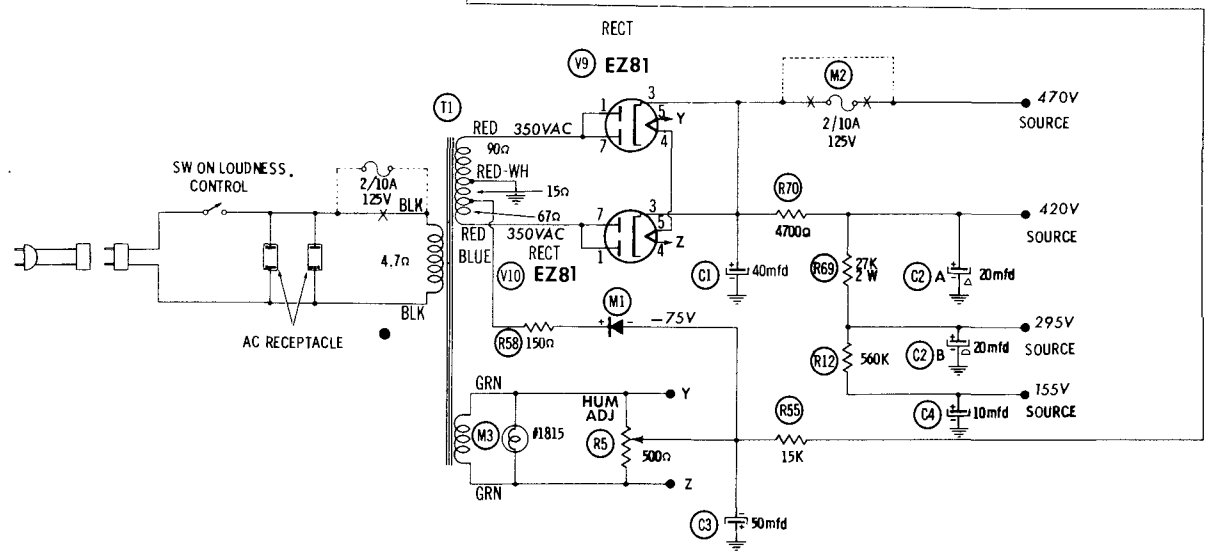 RECT
V9 EZ81
M2
T1
1
3
5
Y
4
7
2/10A
125V
470V
SOURCE
RED 350VAC
90Ω
SW ON LOUDNESS
CONTROL
2/10A
125V
BLK
RED-WH
15Ω
67Ω
R70
4700Ω
420V
SOURCE
7
3
5
Z
4
1
RED 350VAC
BLUE RECT
V10 EZ81
4.7Ω
C1 40mfd
R69 27K
2 W
C2 A 20mfd
M1
+ - -75V
BLK
AC RECEPTACLE
R58 150Ω
295V
SOURCE
R12 560K
C2 B 20mfd
GRN
Y
HUM
ADJ
R55
15K
155V
SOURCE
C4 10mfd
M3 #1815
R5 500Ω
GRN
Z
C3 50mfd